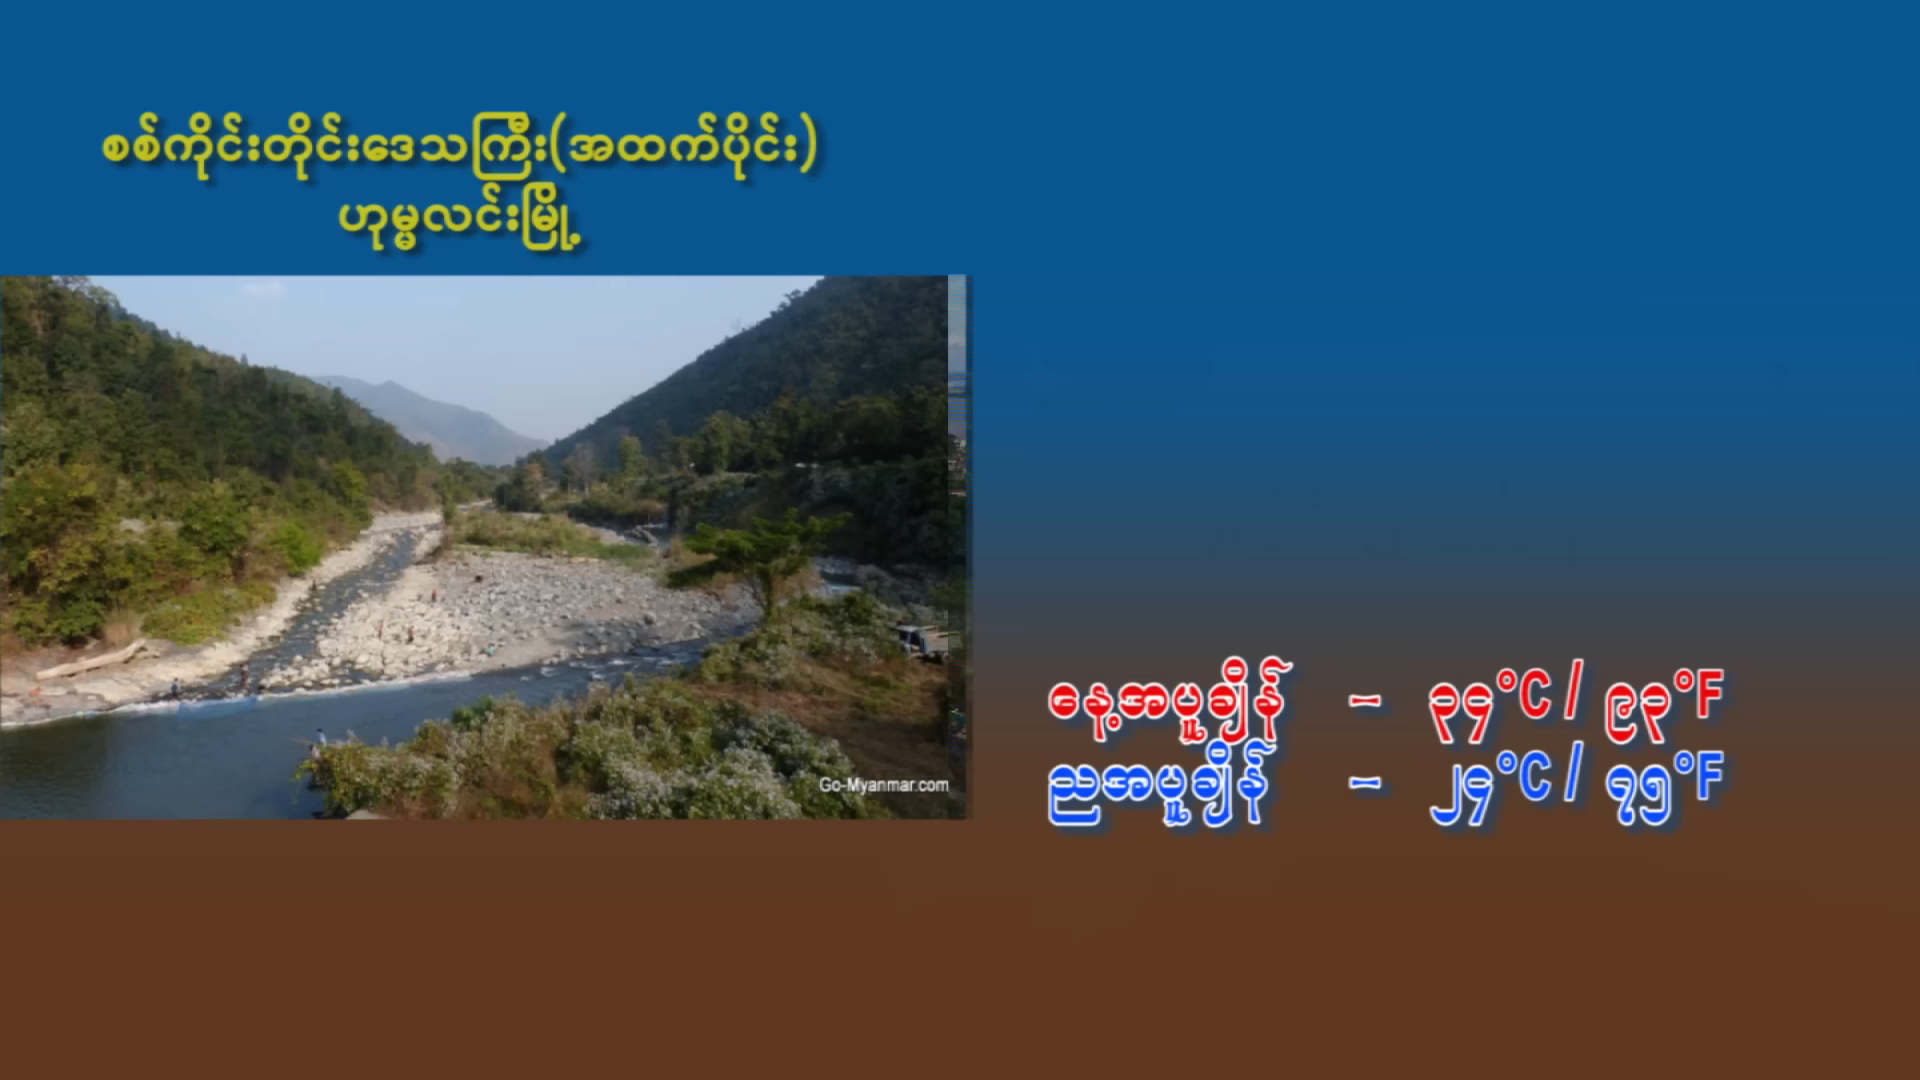 စစ်ကိုင်းတိုင်းဒေသကြီး(အထက်ပိုင်း)
ဟုမ္မလင်းမြို့
နေ့အပူချိန် - ၃၄°C / ၉၃°F
ညအပူချိန် - ၂၄°C / ၇၅°F
Go-Myanmar.com